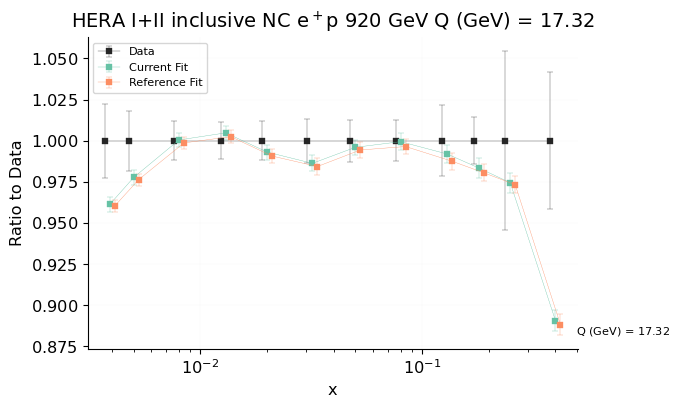 HERA I+II inclusive NC e⁺p 920 GeV Q (GeV) = 17.32
Data
Current Fit
Reference Fit
Ratio to Data
1.050
1.025
1.000
0.975
0.950
0.925
0.900
0.875
10⁻²
10⁻¹
x
Q (GeV) = 17.32